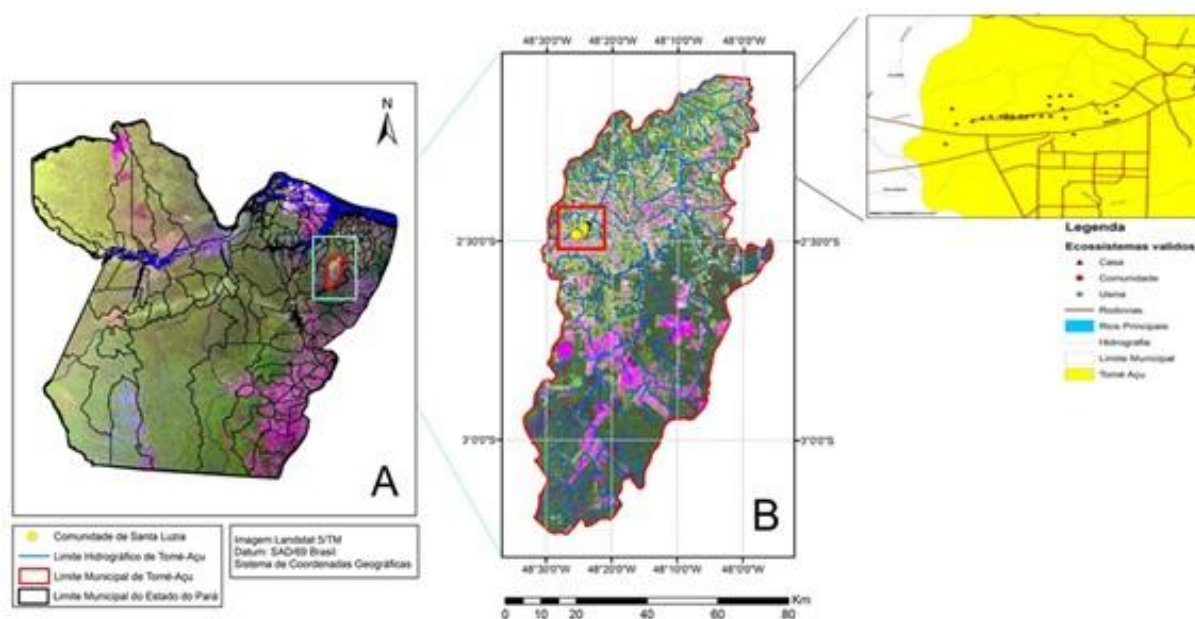 N
A
Comunidade de Santa Luzia
Limite Hidrográfico de Tomé-Açu
Limite Municipal de Tomé-Açu
Limite Municipal do Estado do Pará
Imagem:Landstat 5/TM
Datum: SAD/69 Brasil
Sistema de Coordenadas Geográficas
48°30'0"W 48°20'0"W 48°10'0"W 48°0'0"W
2°30'0"S 2°30'0"S
3°0'0"S 3°0'0"S
B
48°30'0"W 48°20'0"W 48°10'0"W 48°0'0"W
Km
0 10 20 40 60 80
Legenda
Ecossistemas validos
Casa
Comunidade
Usina
Rodovias
Rios Principais
Hidrografia
Limite Municipal
Tomé Açu